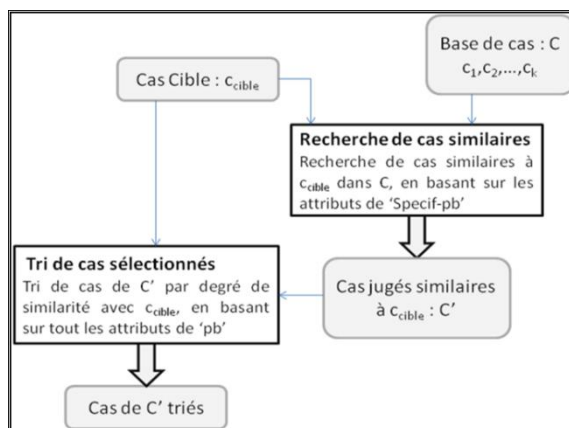 Base de cas : C
c1,c2,...,ck
Cas Cible : ccible
Recherche de cas similaires
Recherche de cas similaires à
ccible dans C, en basant sur les
attributs de ‘Specif-pb’
Tri de cas sélectionnés
Tri de cas de C’ par degré de
similarité avec ccible, en basant
sur tout les attributs de ‘pb’
Cas jugés similaires
à ccible : C’
Cas de C’ triés